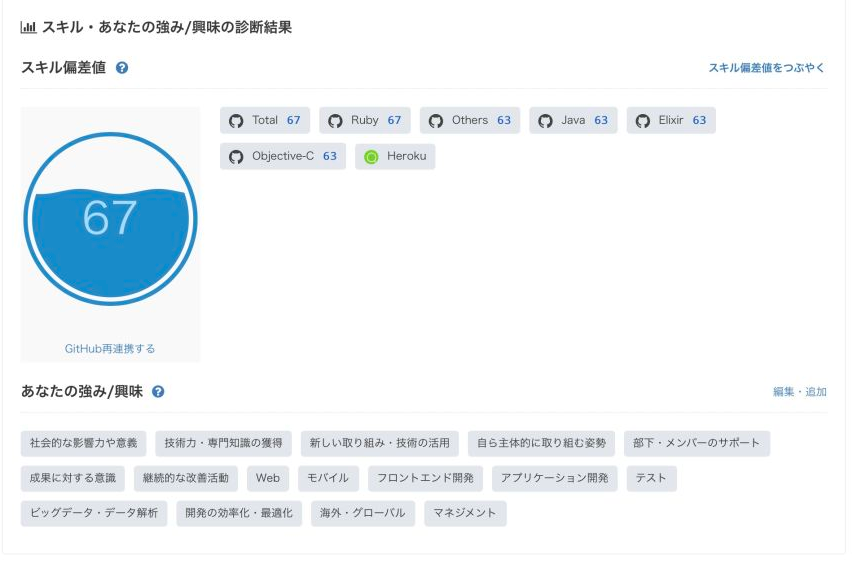 スキル・あなたの強み/興味の診断結果
スキル偏差値 ?
スキル偏差値をつぶやく
67
GitHub再連携する
Total 67 Ruby 67 Others 63 Java 63 Elixir 63
Objective-C 63 Heroku
あなたの強み/興味 ?
編集・追加
社会的な影響力や意義 技術力・専門知識の獲得 新しい取り組み・技術の活用 自ら主体的に取り組む姿勢 部下・メンバーのサポート
成果に対する意識 継続的な改善活動 Web モバイル フロントエンド開発 アプリケーション開発 テスト
ビッグデータ・データ解析 開発の効率化・最適化 海外・グローバル マネジメント